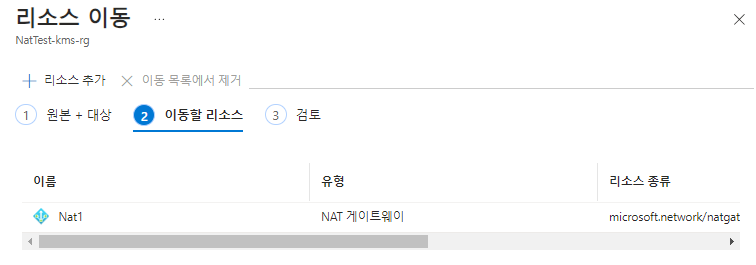 리소스 이동 ...
NatTest-kms-rg
리소스 추가 이동 목록에서 제거
1 원본 + 대상 2 이동할 리소스 3 검토
이름 유형 리소스 종류
Nat1 NAT 게이트웨이 microsoft.network/natgat